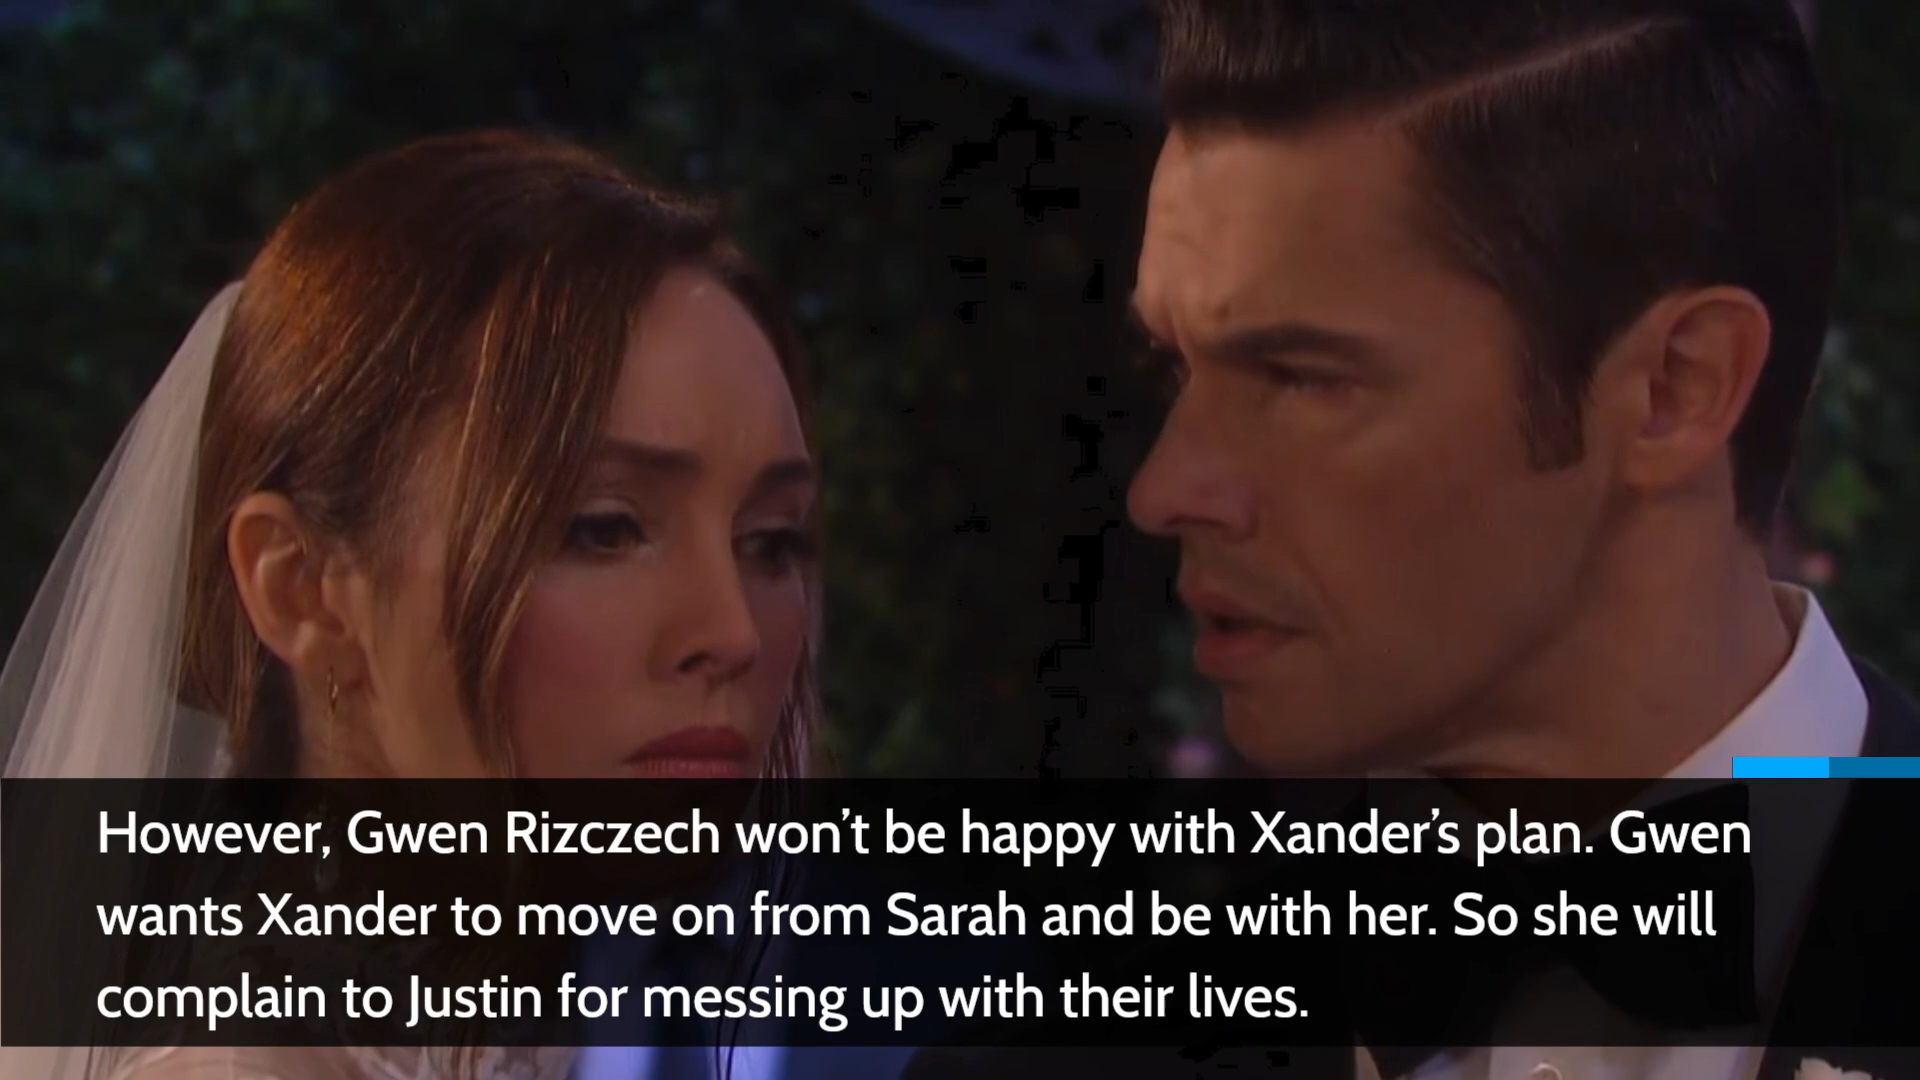 However, Gwen Rizczech won’t be happy with Xander’s plan. Gwen
wants Xander to move on from Sarah and be with her. So she will
complain to Justin for messing up with their lives.